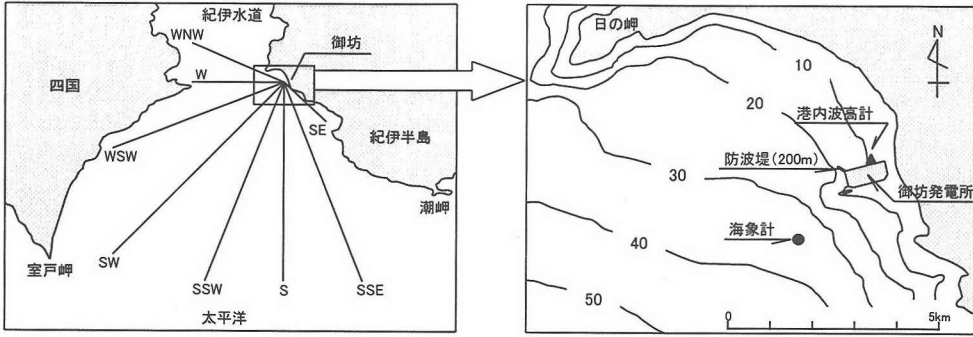 紀伊水道
WNW
御坊
W
四国
SE
紀伊半島
WSW
潮岬
SW
室戸岬
SSW
S
SSE
太平洋
日の岬
N
10
20
港内波高計
防波堤(200m)
30
御坊発電所
海象計
40
50
0
5km